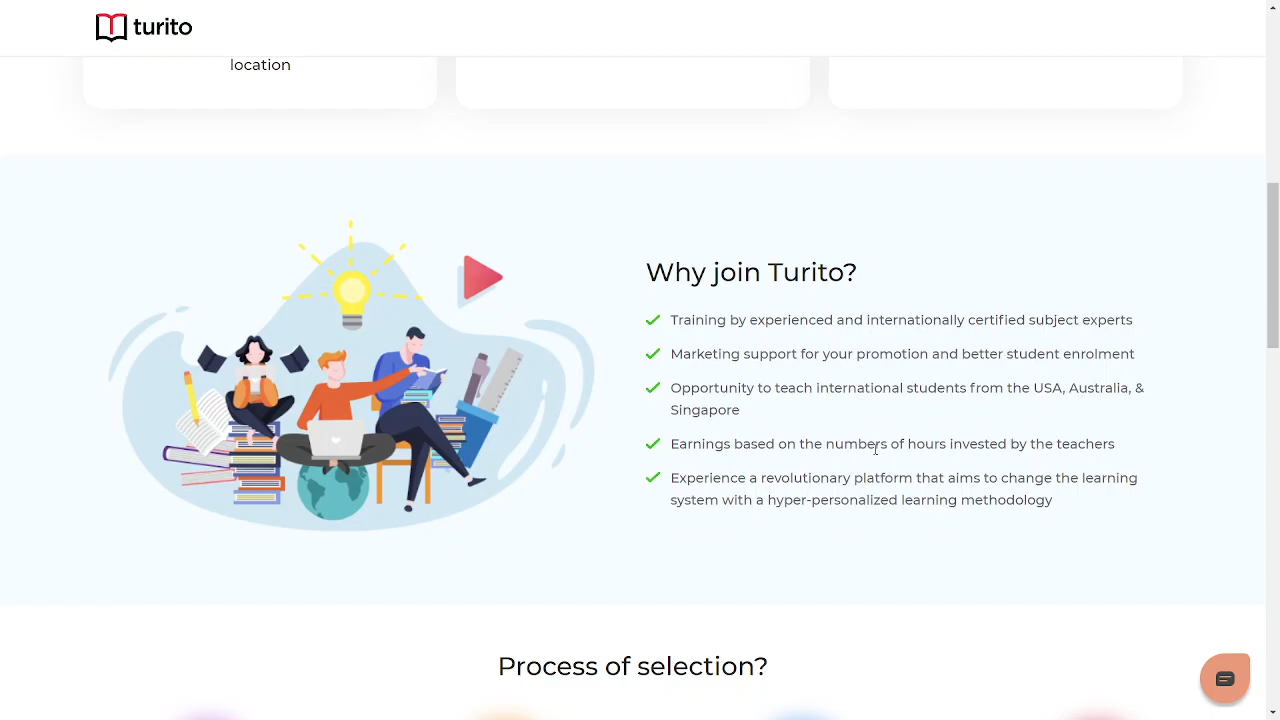 turito
location
Why join Turito?
Training by experienced and internationally certified subject experts
Marketing support for your promotion and better student enrolment
Opportunity to teach international students from the USA, Australia, &
Singapore
Earnings based on the numbers of hours invested by the teachers
Experience a revolutionary platform that aims to change the learning
system with a hyper-personalized learning methodology
Process of selection?